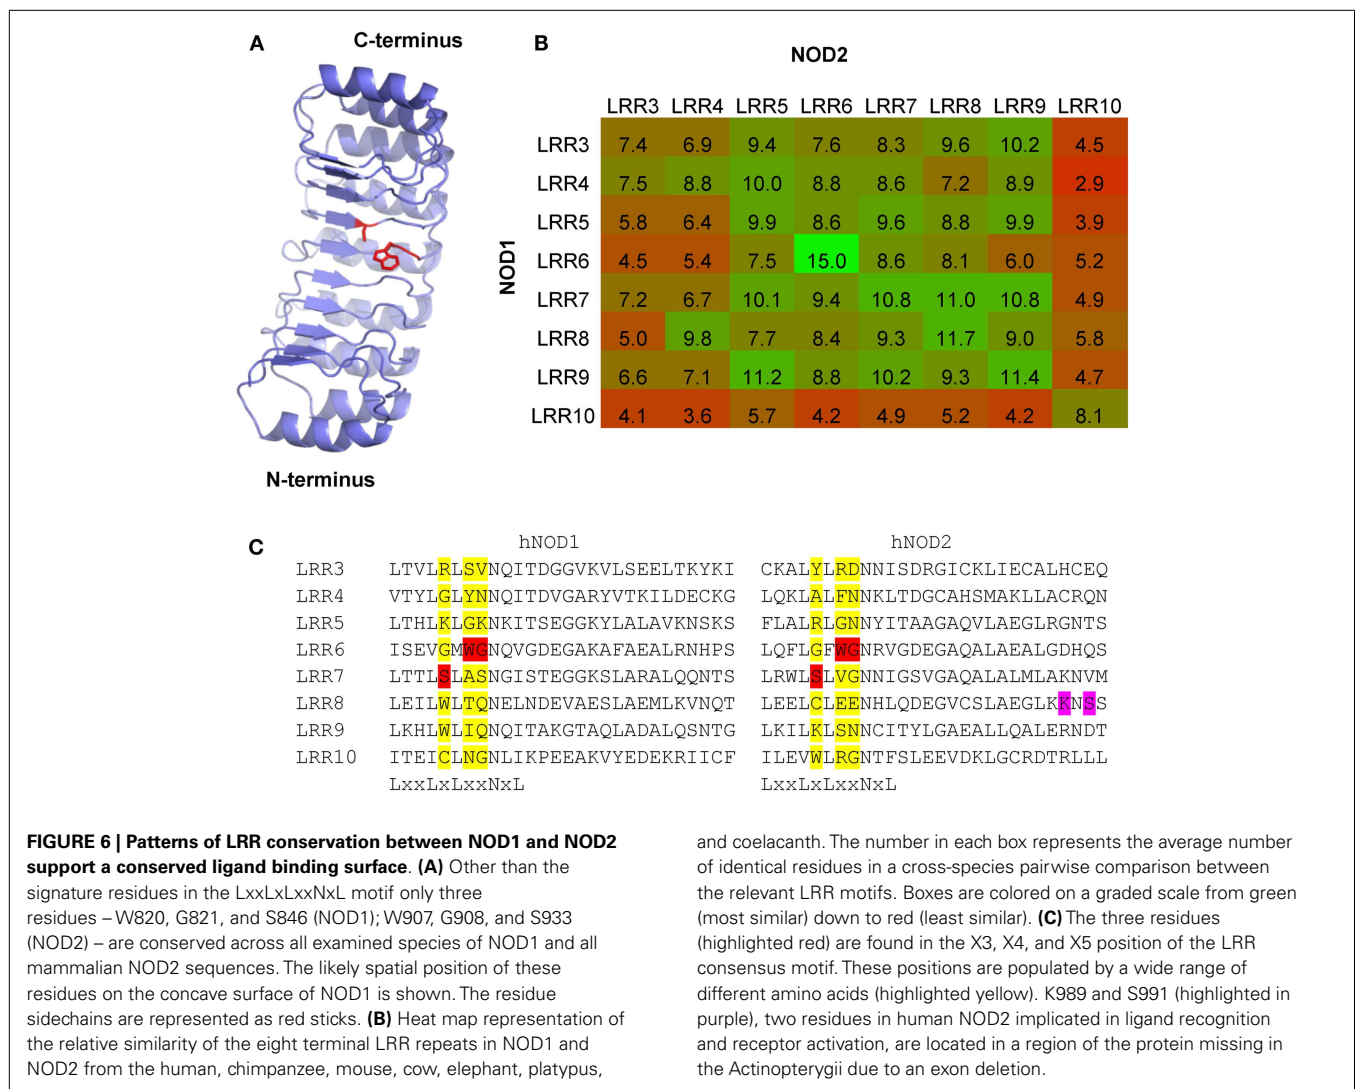 A
C-terminus
N-terminus
B
NOD2
LRR3 LRR4 LRR5 LRR6 LRR7 LRR8 LRR9 LRR10
NOD1
LRR3 7.4 6.9 9.4 7.6 8.3 9.6 10.2 4.5
LRR4 7.5 8.8 10.0 8.8 8.6 7.2 8.9 2.9
LRR5 5.8 6.4 9.9 8.6 9.6 8.8 9.9 3.9
LRR6 4.5 5.4 7.5 15.0 8.6 8.1 6.0 5.2
LRR7 7.2 6.7 10.1 9.4 10.8 11.0 10.8 4.9
LRR8 5.0 9.8 7.7 8.4 9.3 11.7 9.0 5.8
LRR9 6.6 7.1 11.2 8.8 10.2 9.3 11.4 4.7
LRR10 4.1 3.6 5.7 4.2 4.9 5.2 4.2 8.1
C
hNOD1 hNOD2
LRR3 LTVLRLSVNQITDGGVKVLSEELTKYKI CKALYLRDNNISDRGICKLIECALHCEQ
LRR4 VTYLGLYNNQITDVGARYVTKILDECKG LQKLALFNNKLTDGCAHSMAKLLACRQN
LRR5 LTHLKLGKNKITSEGGKYLALAVKNSKS FLALRLGNNYITAAGAQVLAEGLRGNTS
LRR6 ISEVGMWGNQVGDEGAKAFAEALRNHPS LQFLGFWGNRVGDEGAQALAEALGDHQS
LRR7 LTTLSLASNGISTEGGKSLARALQQNTS LRWLSLVGNNIGSVGAQALALMLAKNVM
LRR8 LEILWLTQNELNDEVAESLAEMLKVNQT LEELCLEENHLQDEGVCSLAEGLKKNSS
LRR9 LKHLWLIQNQITAKGTAQLADALQSNTG LKILKLSNNCITYLGAEALLQALERNDT
LRR10 ITEICLNGNLIKPEEAKVYEDEKRIICF ILEVWLRGNTFSLEEVDKLGCRDTRLLL
LxxLxLxxNxL LxxLxLxxNxL
FIGURE 6 | Patterns of LRR conservation between NOD1 and NOD2
support a conserved ligand binding surface. (A) Other than the
signature residues in the LxxLxLxxNxL motif only three
residues – W820, G821, and S846 (NOD1); W907, G908, and S933
(NOD2) – are conserved across all examined species of NOD1 and all
mammalian NOD2 sequences. The likely spatial position of these
residues on the concave surface of NOD1 is shown. The residue
sidechains are represented as red sticks. (B) Heat map representation of
the relative similarity of the eight terminal LRR repeats in NOD1 and
NOD2 from the human, chimpanzee, mouse, cow, elephant, platypus,
and coelacanth. The number in each box represents the average number
of identical residues in a cross-species pairwise comparison between
the relevant LRR motifs. Boxes are colored on a graded scale from green
(most similar) down to red (least similar). (C) The three residues
(highlighted red) are found in the X3, X4, and X5 position of the LRR
consensus motif. These positions are populated by a wide range of
different amino acids (highlighted yellow). K989 and S991 (highlighted in
purple), two residues in human NOD2 implicated in ligand recognition
and receptor activation, are located in a region of the protein missing in
the Actinopterygii due to an exon deletion.